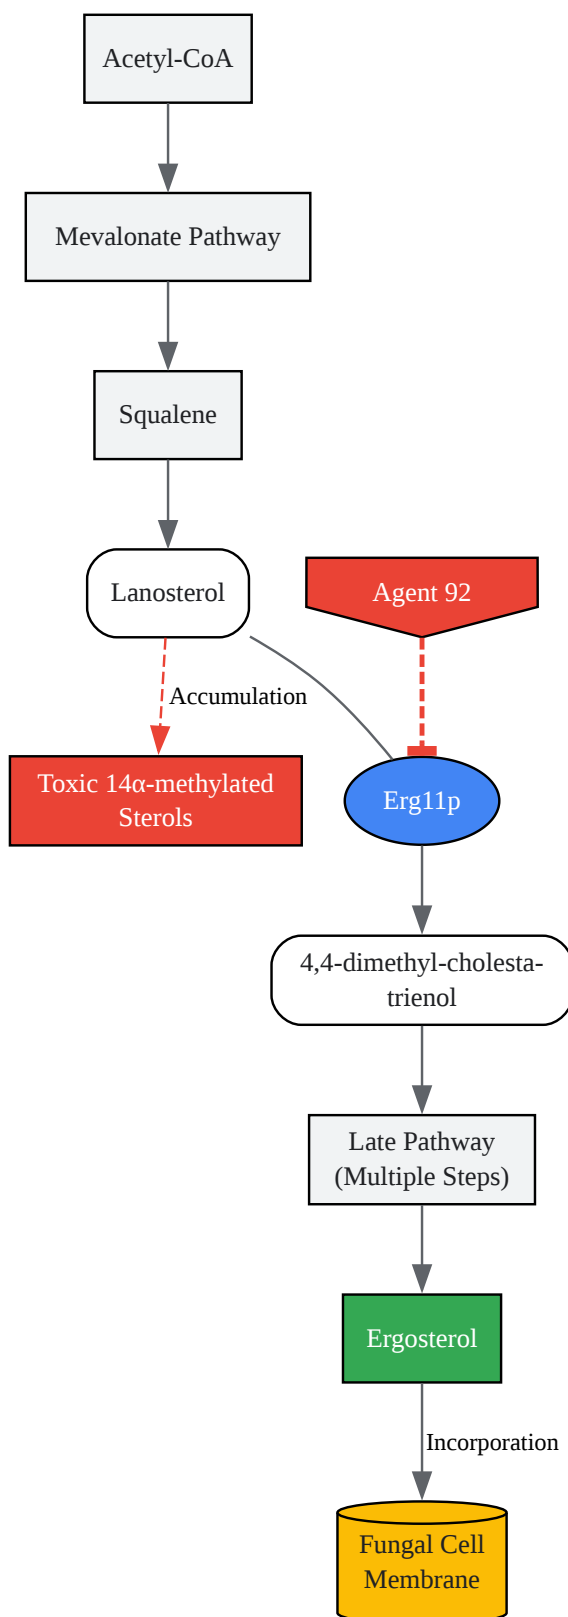 Acetyl-CoA
Mevalonate Pathway
Squalene
Lanosterol
Agent 92
Accumulation
Toxic 14α-methylated
Sterols
Erg11p
4,4-dimethyl-cholesta-
trienol
Late Pathway
(Multiple Steps)
Ergosterol
Incorporation
Fungal Cell
Membrane